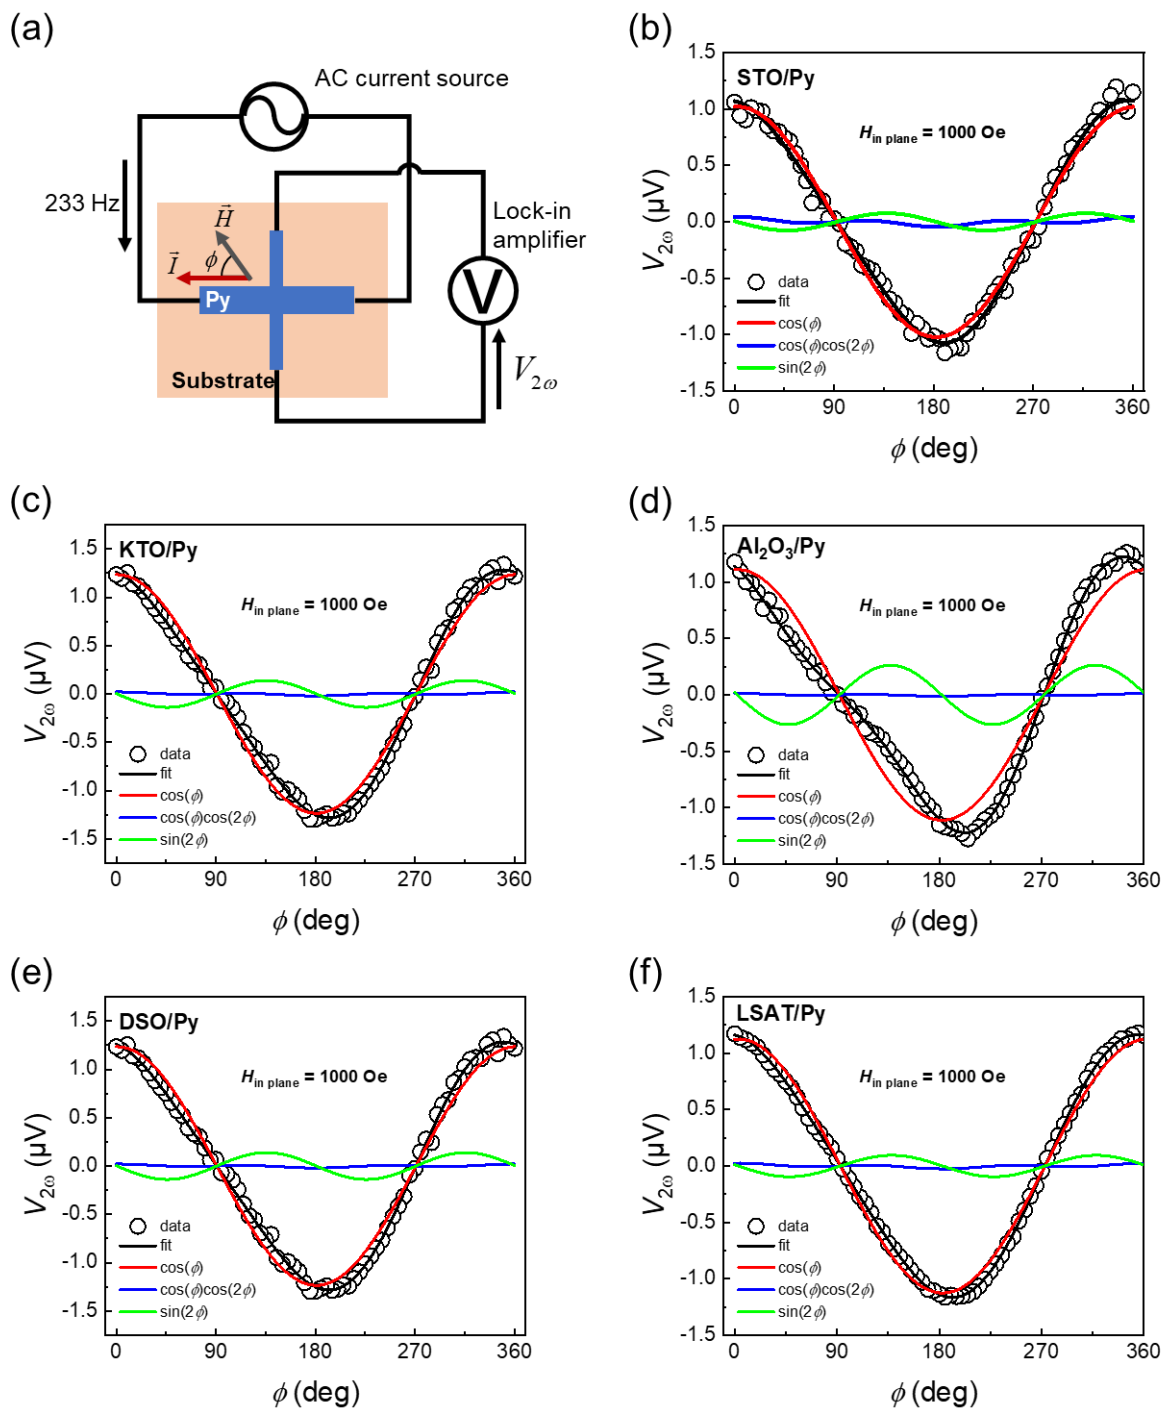 (a)
AC current source
233 Hz
H
I
ϕ
Py
Substrate
Lock-in
amplifier
V
V2ω
(b)
STO/Py
H in plane = 1000 Oe
V2ω (µV)
1.5
1.0
0.5
0.0
-0.5
-1.0
-1.5
data
fit
cos(ϕ)
cos(ϕ)cos(2ϕ)
sin(2ϕ)
0 90 180 270 360
ϕ (deg)
(c)
KTO/Py
H in plane = 1000 Oe
V2ω (µV)
1.5
1.0
0.5
0.0
-0.5
-1.0
-1.5
data
fit
cos(ϕ)
cos(ϕ)cos(2ϕ)
sin(2ϕ)
0 90 180 270 360
ϕ (deg)
(d)
Al2O3/Py
H in plane = 1000 Oe
V2ω (µV)
1.5
1.0
0.5
0.0
-0.5
-1.0
-1.5
data
fit
cos(ϕ)
cos(ϕ)cos(2ϕ)
sin(2ϕ)
0 90 180 270 360
ϕ (deg)
(e)
DSO/Py
H in plane = 1000 Oe
V2ω (µV)
1.5
1.0
0.5
0.0
-0.5
-1.0
-1.5
data
fit
cos(ϕ)
cos(ϕ)cos(2ϕ)
sin(2ϕ)
0 90 180 270 360
ϕ (deg)
(f)
LSAT/Py
H in plane = 1000 Oe
V2ω (µV)
1.5
1.0
0.5
0.0
-0.5
-1.0
-1.5
data
fit
cos(ϕ)
cos(ϕ)cos(2ϕ)
sin(2ϕ)
0 90 180 270 360
ϕ (deg)